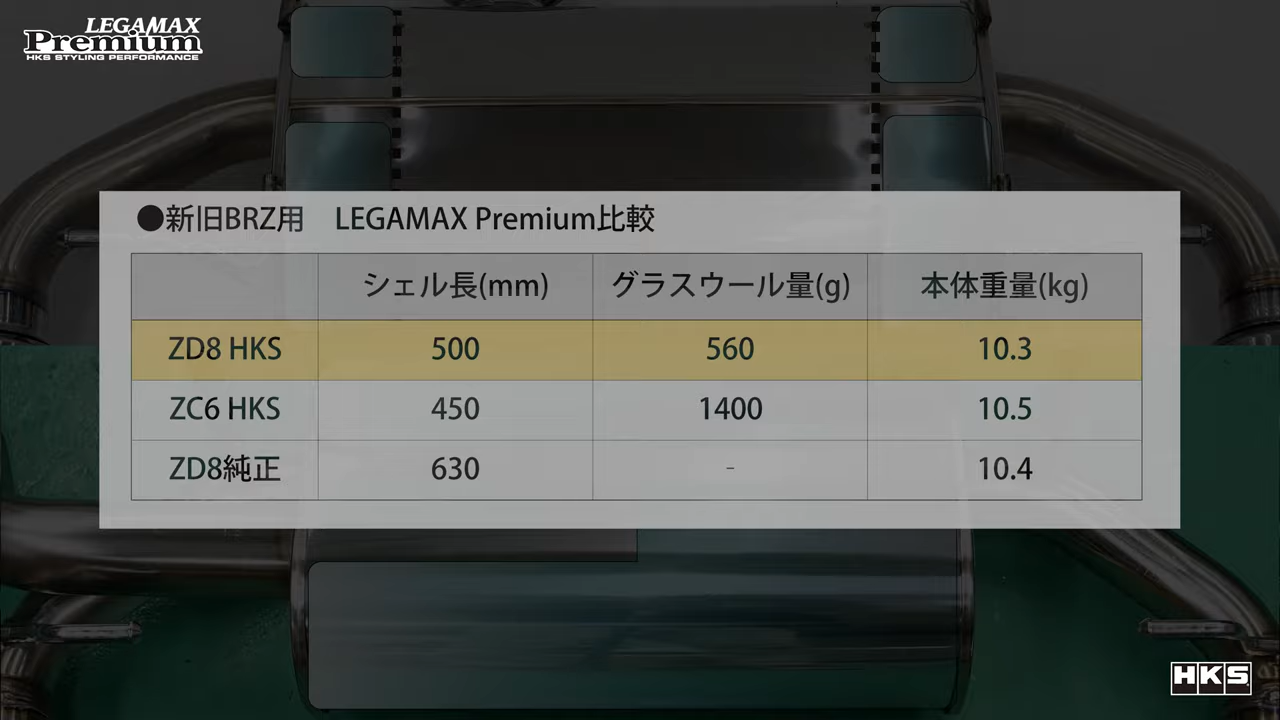 LEGAMAX
Premium
HKS STYLING PERFORMANCE
●新旧BRZ用　LEGAMAX Premium比較
シェル長(mm) グラスウール量(g) 本体重量(kg)
ZD8 HKS 500 560 10.3
ZC6 HKS 450 1400 10.5
ZD8純正 630 - 10.4
HKS